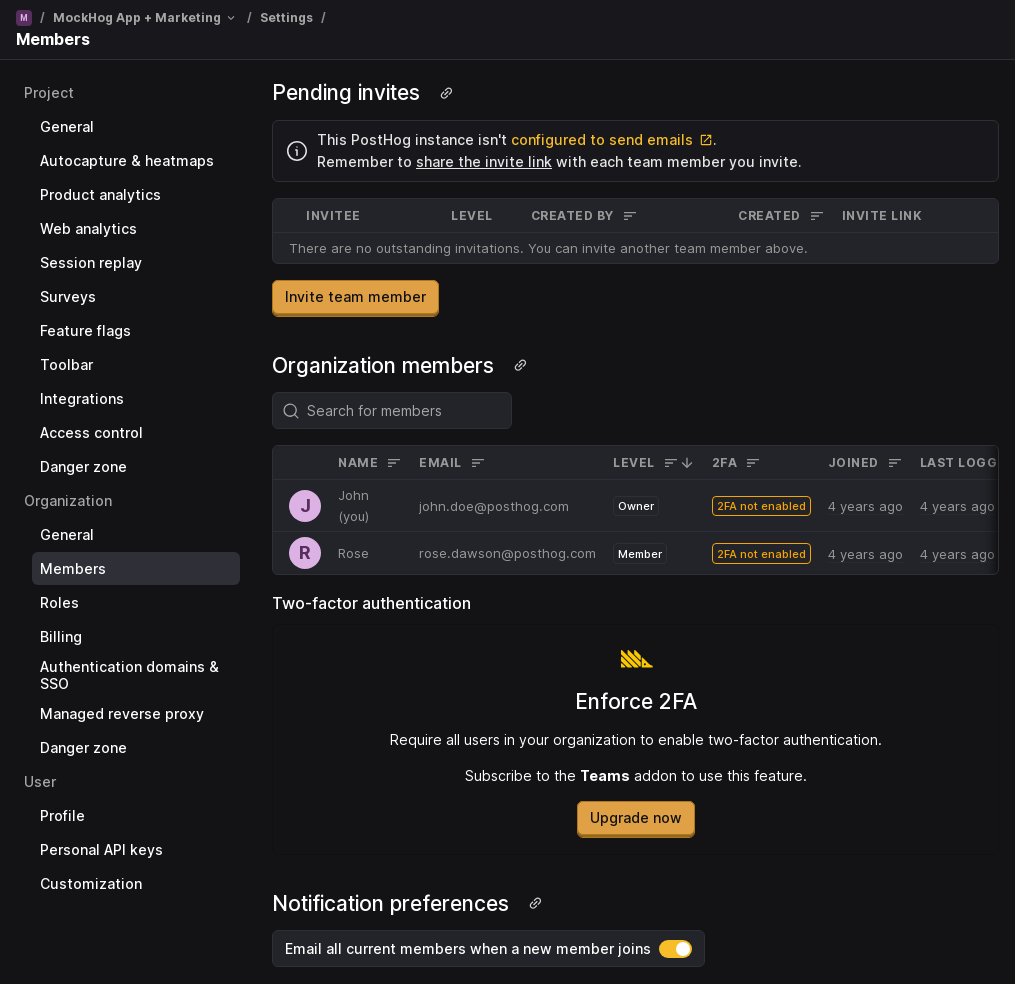 M / MockHog App + Marketing / Settings /
Members
Project
General
Autocapture & heatmaps
Product analytics
Web analytics
Session replay
Surveys
Feature flags
Toolbar
Integrations
Access control
Danger zone
Organization
General
Members
Roles
Billing
Authentication domains &
SSO
Managed reverse proxy
Danger zone
User
Profile
Personal API keys
Customization
Pending invites
This PostHog instance isn't configured to send emails .
Remember to share the invite link with each team member you invite.
INVITEE LEVEL CREATED BY CREATED INVITE LINK
There are no outstanding invitations. You can invite another team member above.
Invite team member
Organization members
Search for members
NAME EMAIL LEVEL 2FA JOINED LAST LOGG
J John (you) john.doe@posthog.com Owner 2FA not enabled 4 years ago 4 years ago
R Rose rose.dawson@posthog.com Member 2FA not enabled 4 years ago 4 years ago
Two-factor authentication
Enforce 2FA
Require all users in your organization to enable two-factor authentication.
Subscribe to the Teams addon to use this feature.
Upgrade now
Notification preferences
Email all current members when a new member joins